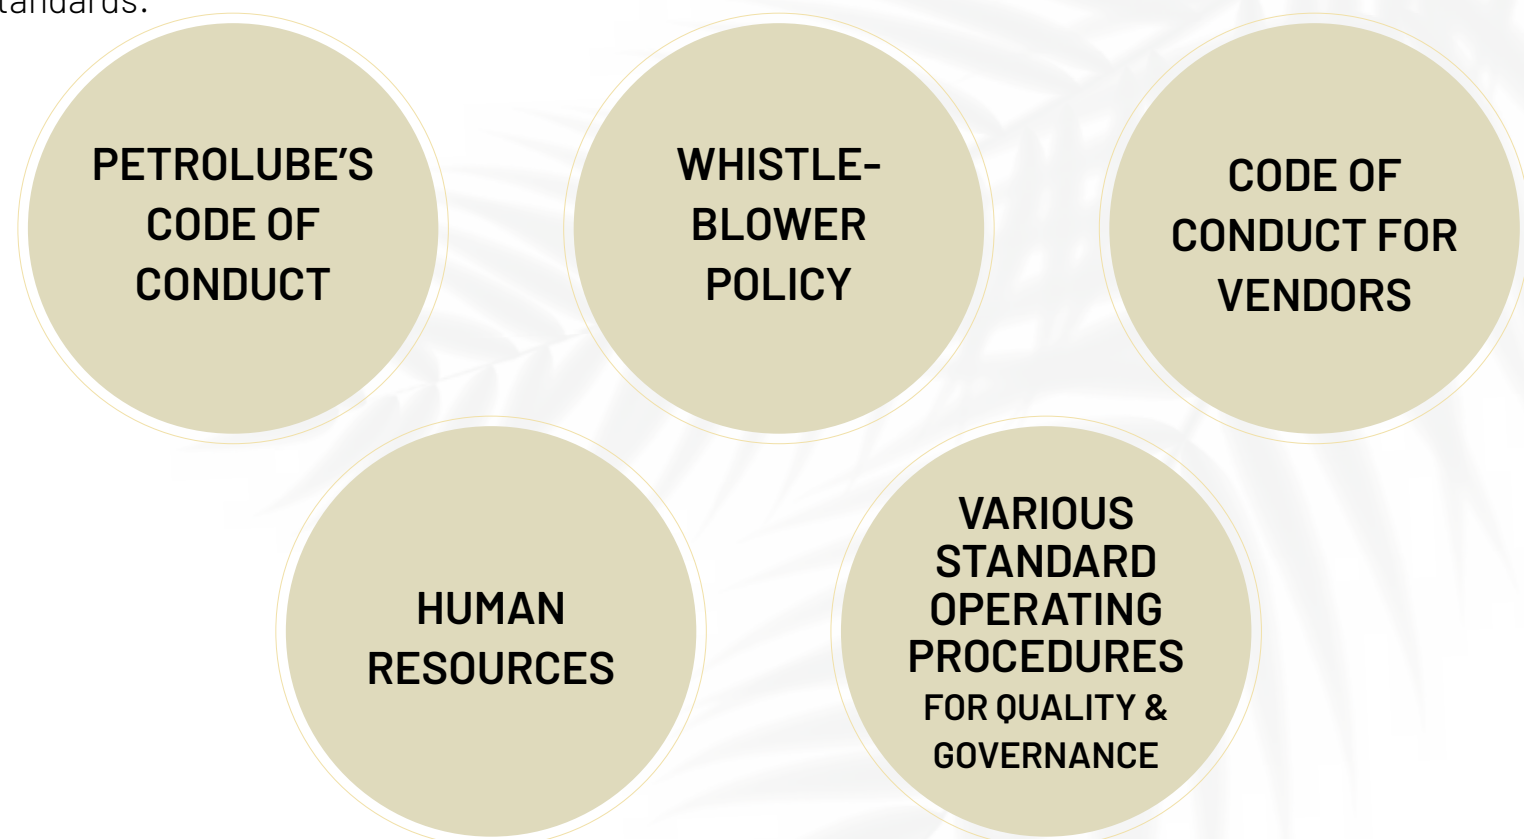 tandards.
PETROLUBE’S
CODE OF
CONDUCT
WHISTLE-
BLOWER
POLICY
CODE OF
CONDUCT FOR
VENDORS
HUMAN
RESOURCES
VARIOUS
STANDARD
OPERATING
PROCEDURES
FOR QUALITY &
GOVERNANCE